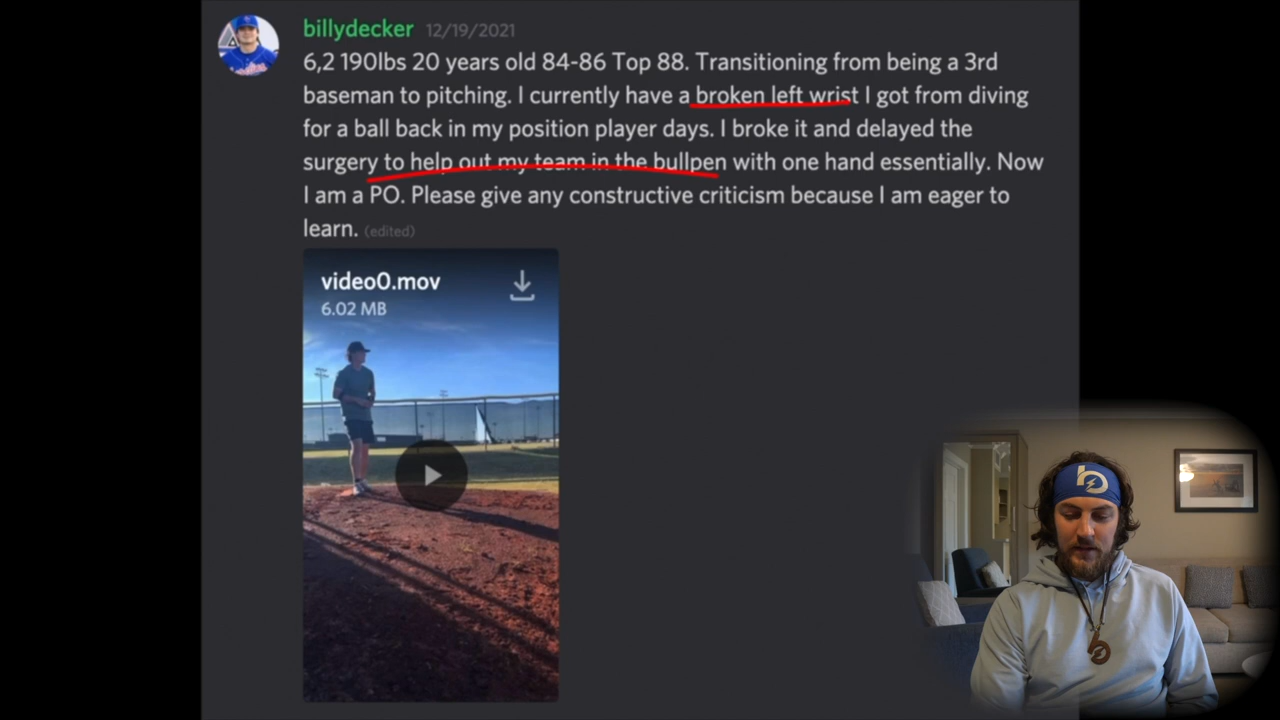 billydecker 12/19/2021
6,2 190lbs 20 years old 84-86 Top 88. Transitioning from being a 3rd
baseman to pitching. I currently have a broken left wrist I got from diving
for a ball back in my position player days. I broke it and delayed the
surgery to help out my team in the bullpen with one hand essentially. Now
I am a PO. Please give any constructive criticism because I am eager to
learn. (edited)
video0.mov
6.02 MB
b